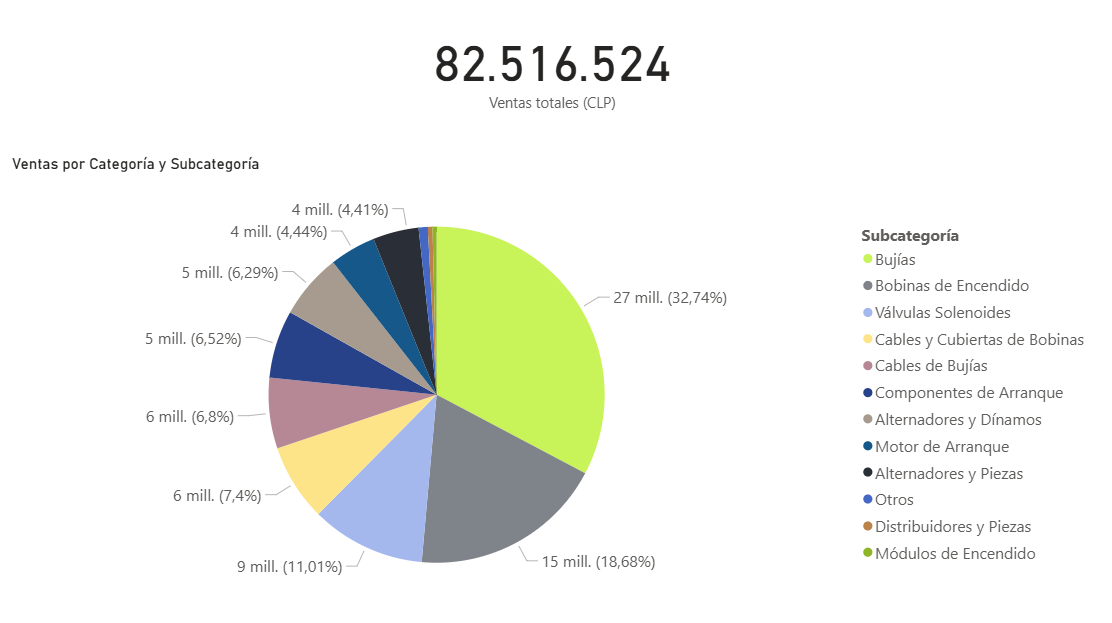 82.516.524
Ventas totales (CLP)
Ventas por Categoría y Subcategoría
4 mill. (4,41%)
4 mill. (4,44%)
5 mill. (6,29%)
5 mill. (6,52%)
6 mill. (6,8%)
6 mill. (7,4%)
9 mill. (11,01%)
27 mill. (32,74%)
15 mill. (18,68%)
Subcategoría
Bujías
Bobinas de Encendido
Válvulas Solenoides
Cables y Cubiertas de Bobinas
Cables de Bujías
Componentes de Arranque
Alternadores y Dínamos
Motor de Arranque
Alternadores y Piezas
Otros
Distribuidores y Piezas
Módulos de Encendido